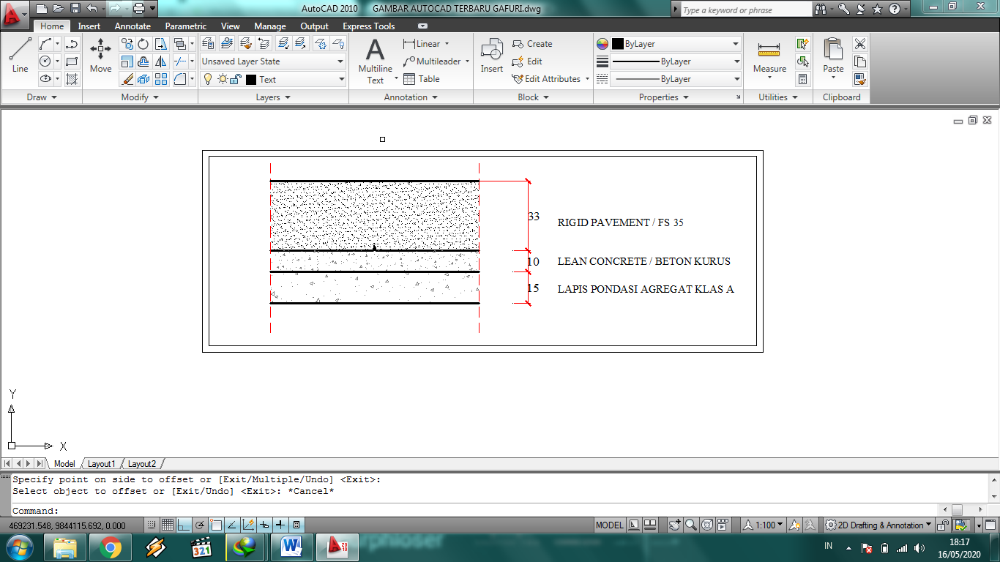 AutoCAD 2010 GAMBAR AUTOCAD TERBARU GAFURI.dwg
Type a keyword or phrase
Home Insert Annotate Parametric View Manage Output Express Tools
Line Move Unsaved Layer State Text Multiline Text Linear Multileader Table Insert Create Edit Edit Attributes ByLayer ByLayer ByLayer Measure Paste
Draw Modify Layers Annotation Block Properties Utilities Clipboard
33 RIGID PAVEMENT / FS 35
10 LEAN CONCRETE / BETON KURUS
15 LAPIS PONDASI AGREGAT KLAS A
Y
X
Model Layout1 Layout2
Specify point on side to offset or [Exit/Multiple/Undo] <Exit>:
Select object to offset or [Exit/Undo] <Exit>: *Cancel*
Command:
469231.548, 9844115.692, 0.000 MODEL 1:100 2D Drafting & Annotation
321 W 2010 IN 18:17
16/05/2020